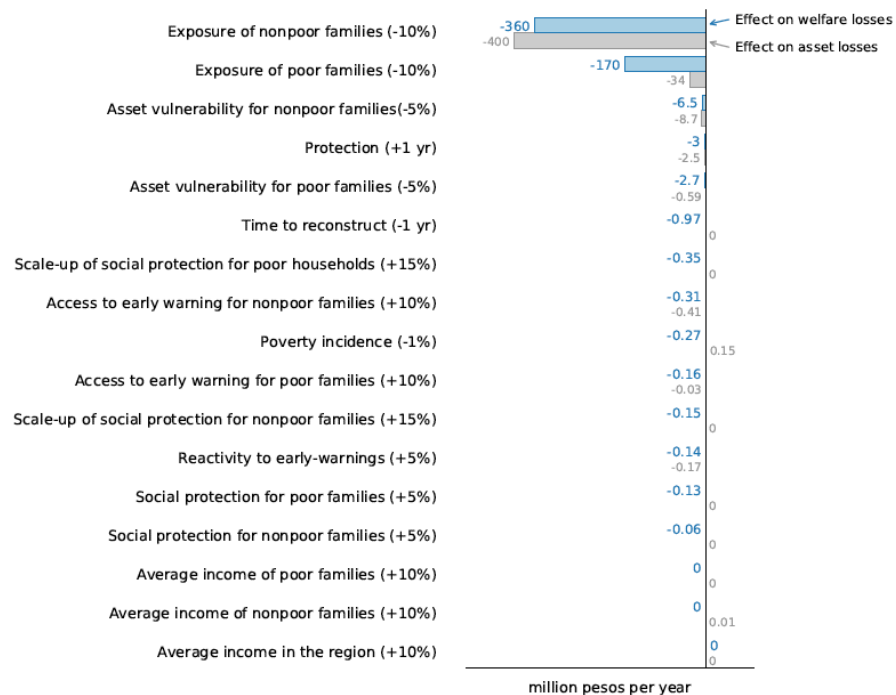 Exposure of nonpoor families (-10%)
-360
Effect on welfare losses
-400
Effect on asset losses
Exposure of poor families (-10%)
-170
-34
Asset vulnerability for nonpoor families(-5%)
-6.5
-8.7
Protection (+1 yr)
-3
-2.5
Asset vulnerability for poor families (-5%)
-2.7
-0.59
Time to reconstruct (-1 yr)
-0.97
0
Scale-up of social protection for poor households (+15%)
-0.35
0
Access to early warning for nonpoor families (+10%)
-0.31
-0.41
Poverty incidence (-1%)
-0.27
0.15
Access to early warning for poor families (+10%)
-0.16
-0.03
Scale-up of social protection for nonpoor families (+15%)
-0.15
0
Reactivity to early-warnings (+5%)
-0.14
-0.17
Social protection for poor families (+5%)
-0.13
0
Social protection for nonpoor families (+5%)
-0.06
0
Average income of poor families (+10%)
0
0
Average income of nonpoor families (+10%)
0
0.01
Average income in the region (+10%)
0
0
million pesos per year